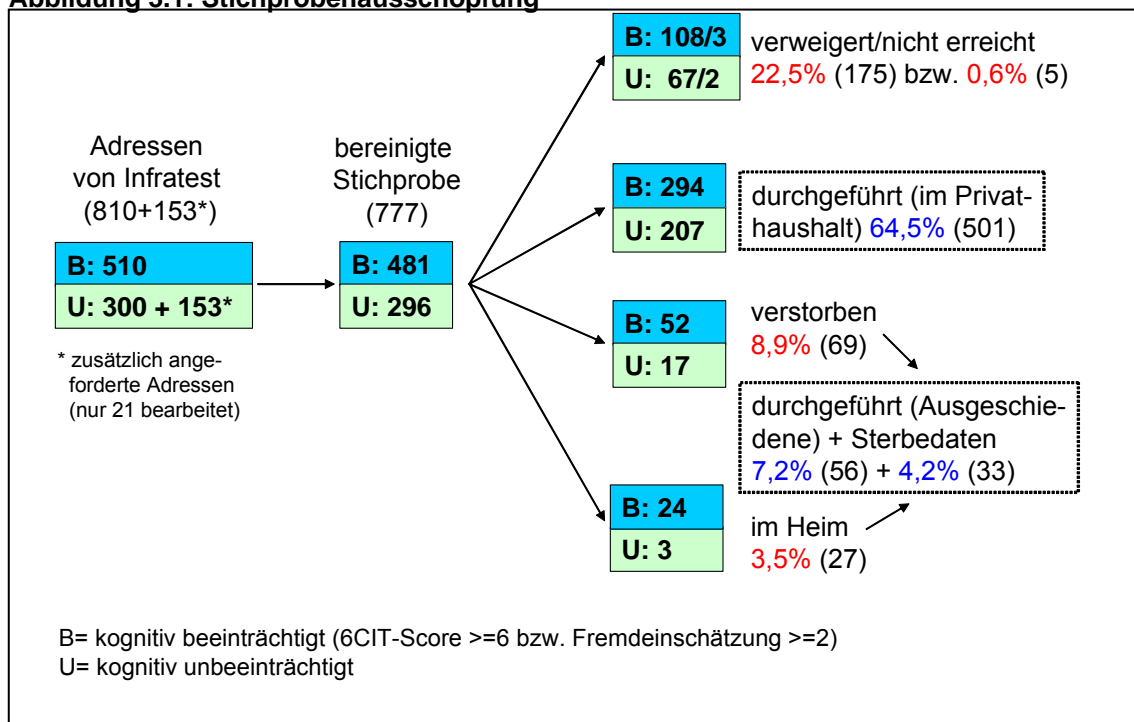 Abbildung 3.1: Stichprobenausschöpfung
B: 108/3
U: 67/2
verweigert/nicht erreicht
22,5% (175) bzw. 0,6% (5)
Adressen
von Infratest
(810+153*)
B: 510
U: 300 + 153*
* zusätzlich ange-
forderte Adressen
(nur 21 bearbeitet)
bereinigte
Stichprobe
(777)
B: 481
U: 296
B: 294
U: 207
durchgeführt (im Privat-
haushalt) 64,5% (501)
B: 52
U: 17
verstorben
8,9% (69)
durchgeführt (Ausgeschie-
dene) + Sterbedaten
7,2% (56) + 4,2% (33)
B: 24
U: 3
im Heim
3,5% (27)
B= kognitiv beeinträchtigt (6CIT-Score >=6 bzw. Fremdeinschätzung >=2)
U= kognitiv unbeeinträchtigt